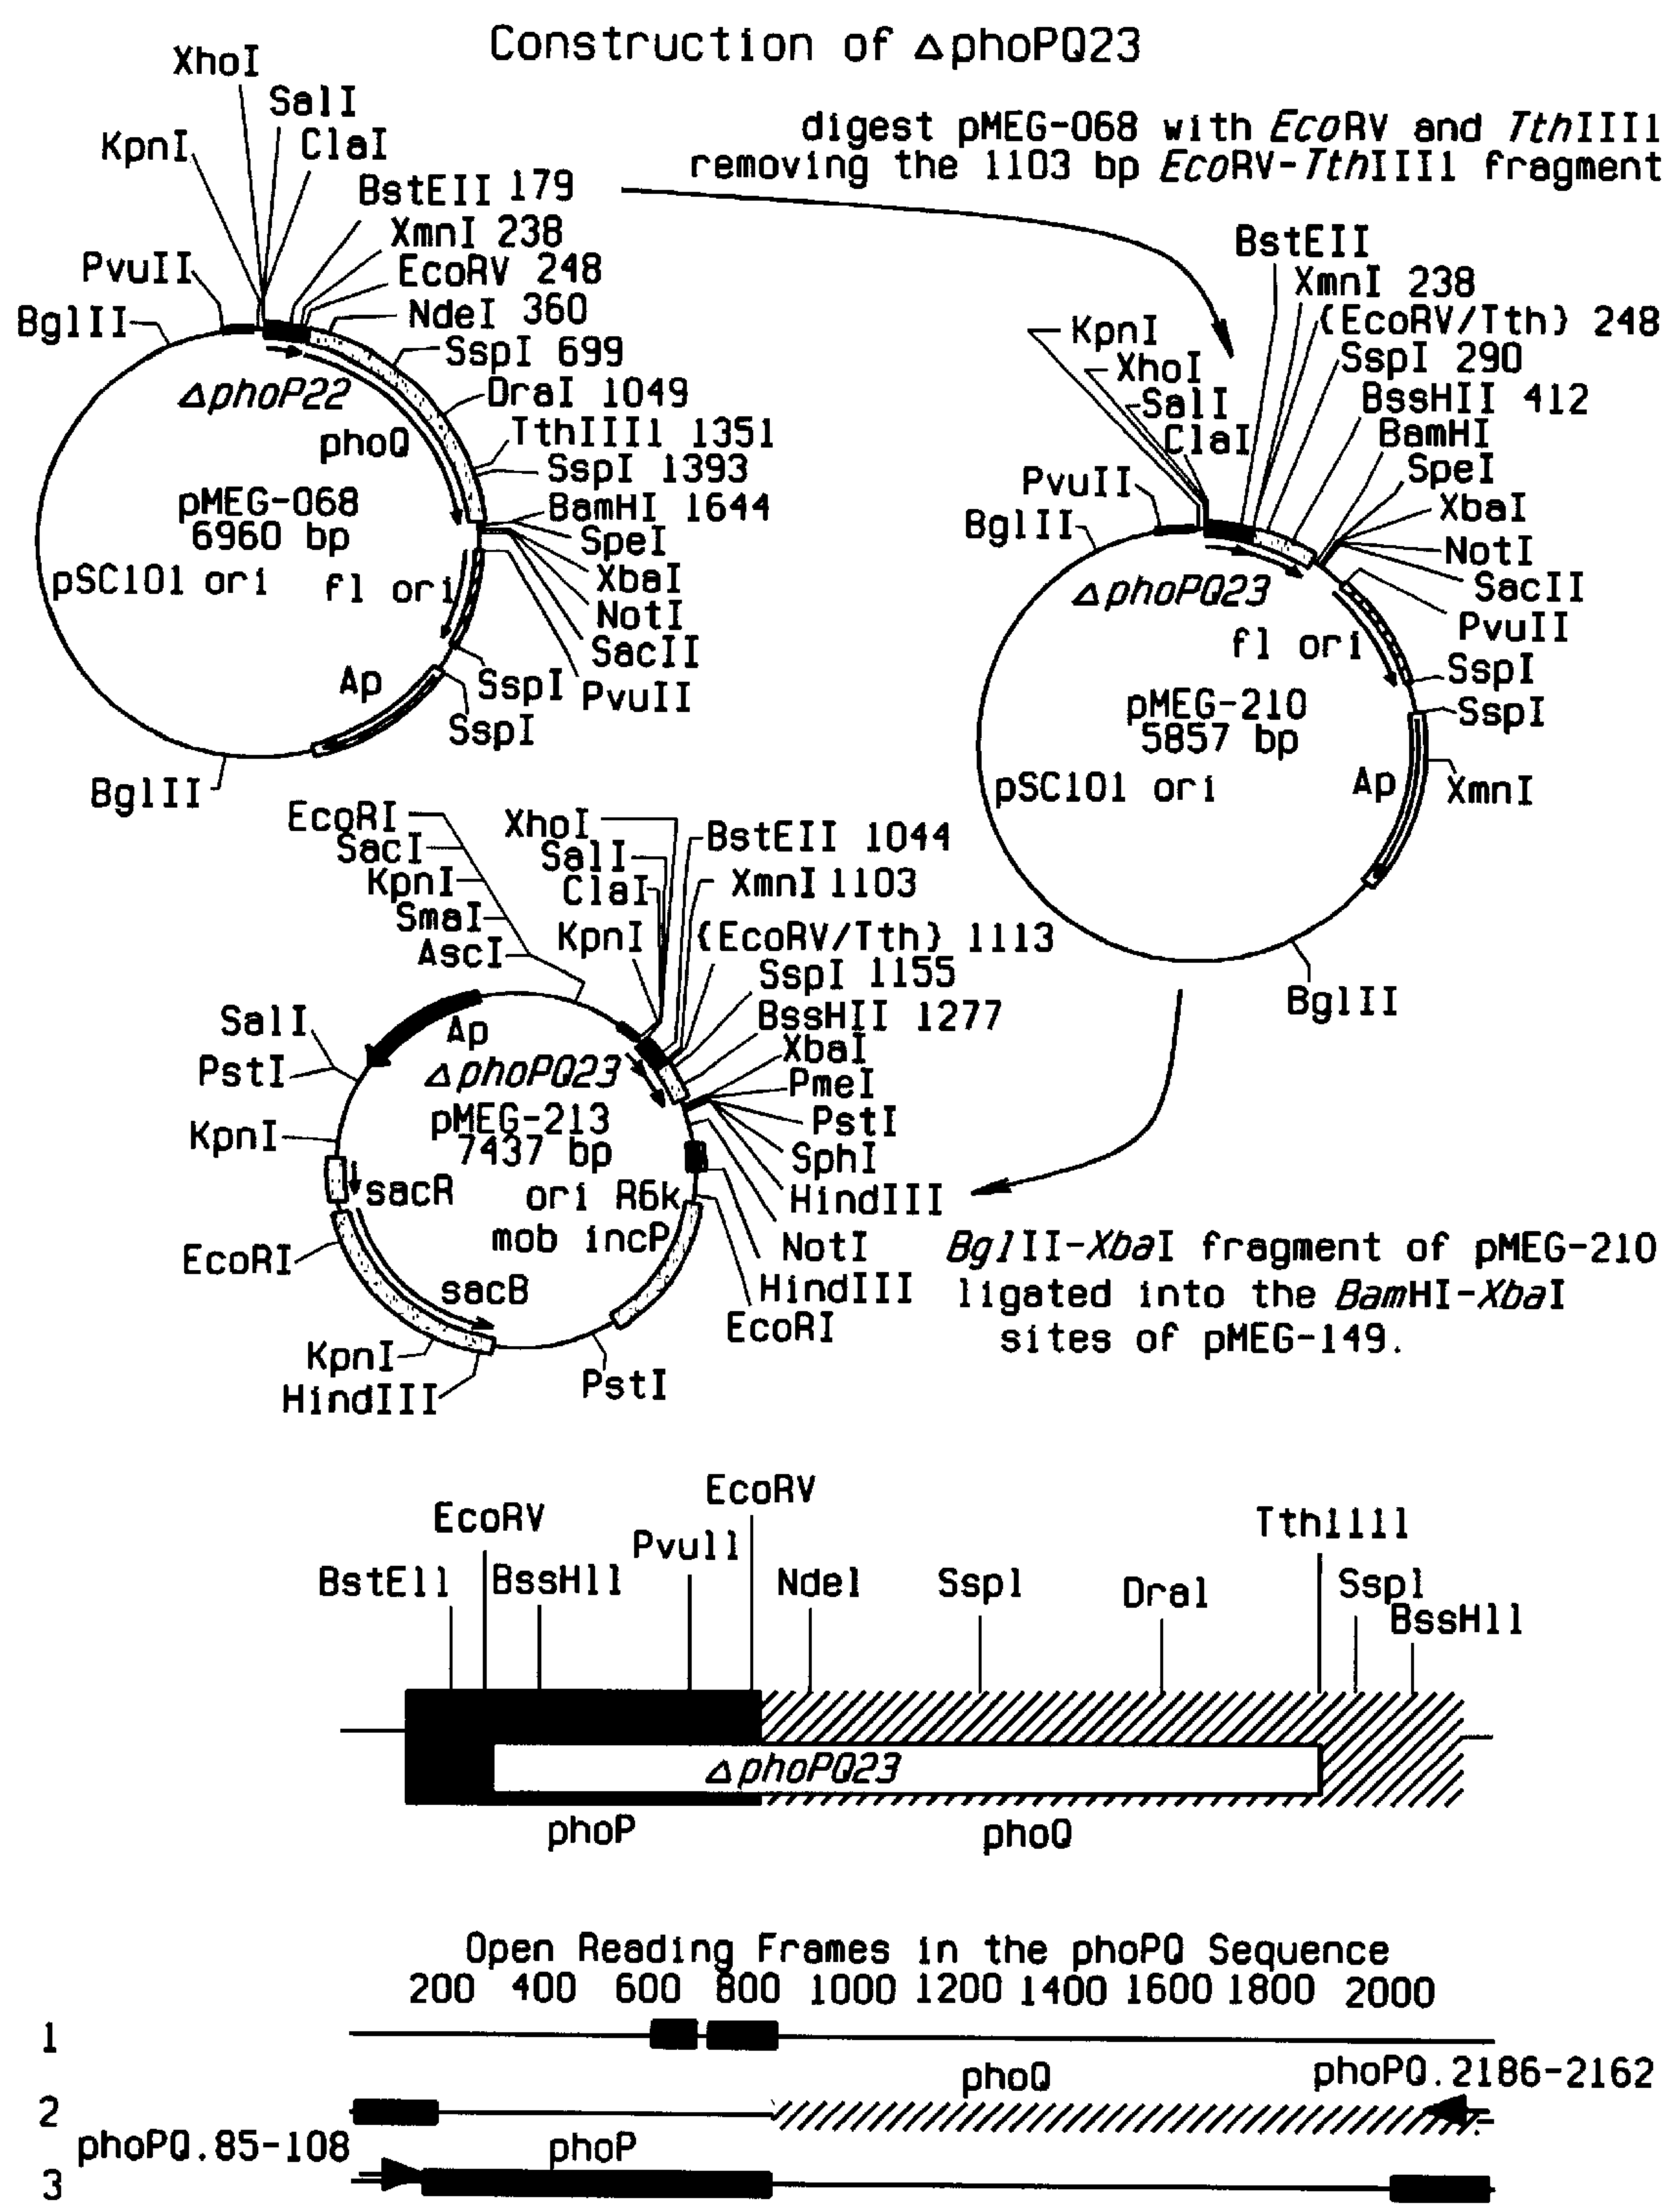 Construction of ΔphoPQ23
XhoI
SalI
KpnI
ClaI
BstEII 179
XmnI 238
PvuII
EcoRV 248
BglII
NdeI 360
SspI 699
ΔphoP22
DraI 1049
phoQ
TthIII1 1351
SspI 1393
pMEG-068
6960 bp
BamHI 1644
SpeI
pSC101 ori
f1 ori
XbaI
NotI
SacII
Ap
SspI
PvuII
SspI
BglII
digest pMEG-068 with EcoRV and TthIII1
removing the 1103 bp EcoRV-TthIII1 fragment
BstEII
XmnI 238
KpnI
(EcoRV/Tth) 248
XhoI
SspI 290
SalI
BssHII 412
ClaI
BamHI
SpeI
PvuII
XbaI
BglII
NotI
ΔphoPQ23
SacII
PvuII
f1 ori
SspI
pMEG-210
5857 bp
SspI
pSC101 ori
Ap
XmnI
BglII
EcoRI
SacI
KpnI
SmaI
AscI
XhoI
SalI
ClaI
KpnI
BstEII 1044
XmnI 1103
(EcoRV/Tth) 1113
SspI 1155
BssHII 1277
SalI
Ap
XbaI
PstI
ΔphoPQ23
PmeI
pMEG-213
7437 bp
PstI
KpnI
SphI
sacR
ori R6k
HindIII
mob incP
NotI
EcoRI
sacB
HindIII
EcoRI
KpnI
HindIII
PstI
BglII-XbaI fragment of pMEG-210
ligated into the BamHI-XbaI
sites of pMEG-149.
EcoRV
EcoRV
Tth1111
BstEll
BssHll
Pvull
Ndel
Sspl
Dral
Sspl
BssHll
ΔphoPQ23
phoP
phoQ
Open Reading Frames in the phoPQ Sequence
200 400 600 800 1000 1200 1400 1600 1800 2000
1
phoQ
phoPQ.2186-2162
2
phoPQ.85-108
phoP
3